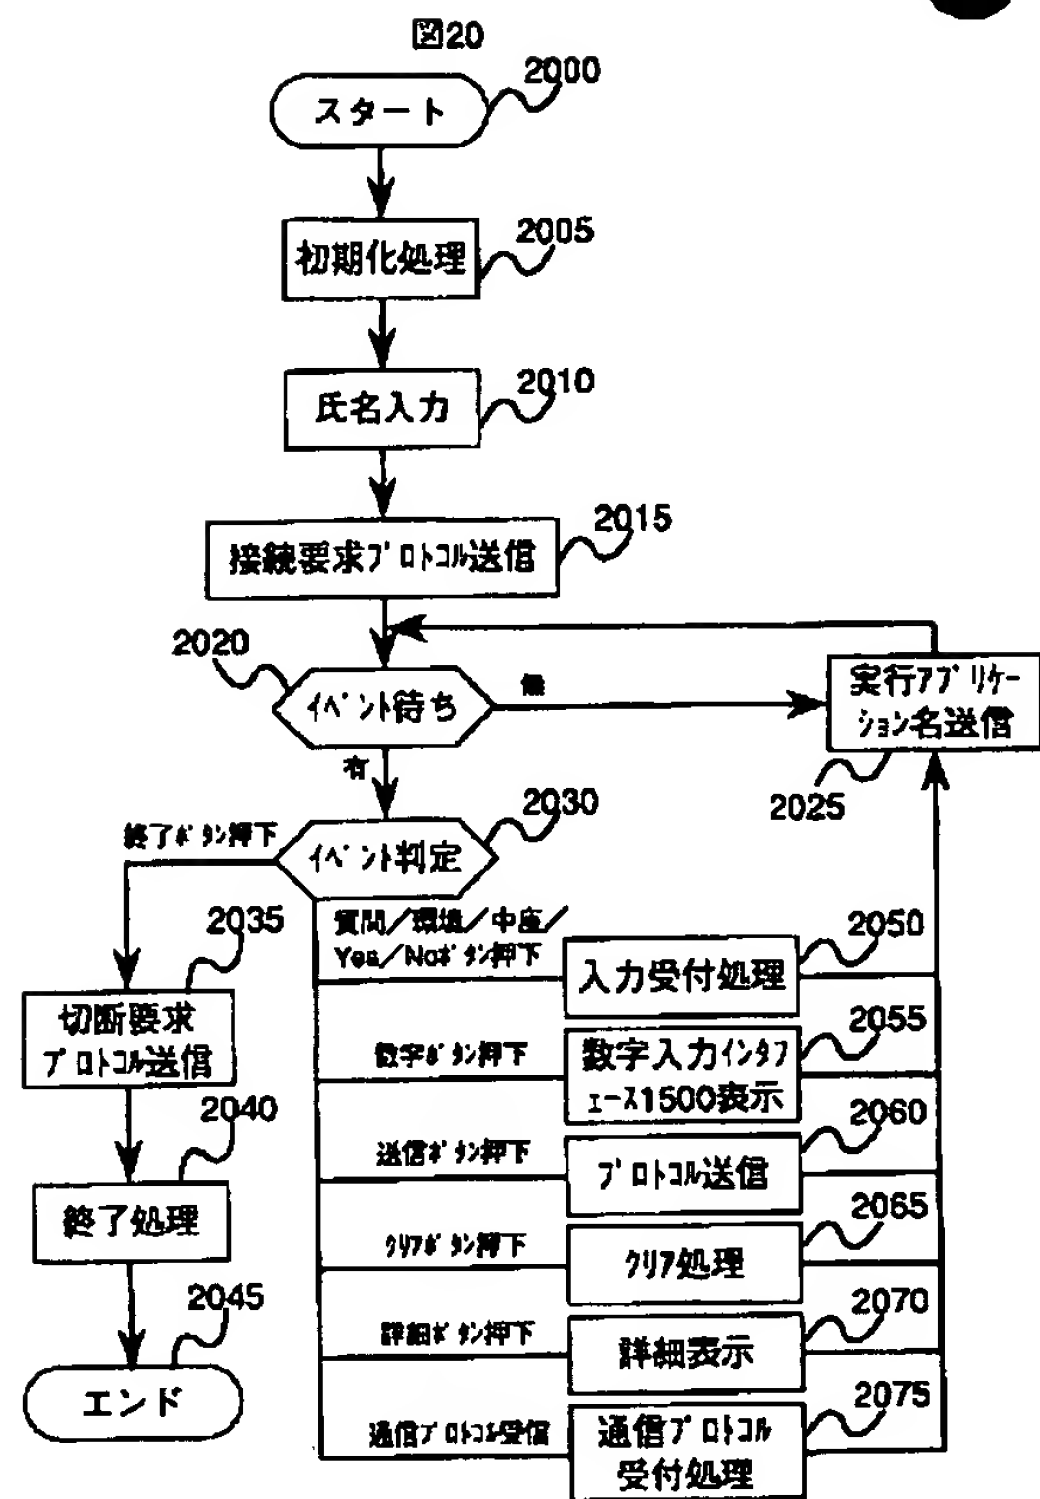 図20
2000
スタート
2005
初期化処理
2010
氏名入力
2015
接続要求プロトコル送信
2020
イベント待ち
無
実行アプリケー
ション名送信
2025
有
2030
終了ボタン押下
イベント判定
2035
質問/環境/中座/
Yes/Noボタン押下
2050
入力受付処理
切断要求
プロトコル送信
数字ボタン押下
2055
数字入力インタフ
ェース1500表示
2040
終了処理
送信ボタン押下
2060
プロトコル送信
クリアボタン押下
2065
クリア処理
2045
エンド
詳細ボタン押下
2070
詳細表示
通信プロトコル受信
2075
通信プロトコル
受付処理